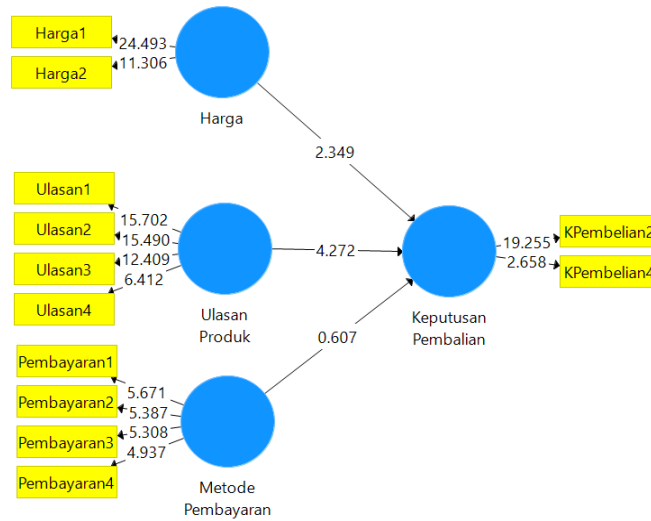 Harga1
24.493
Harga2
11.306
Harga
2.349
Ulasan1
15.702
Ulasan2
15.490
Ulasan3
12.409
Ulasan4
6.412
Ulasan
Produk
4.272
19.255
KPembelian2
2.658
KPembelian4
Keputusan
Pembalian
0.607
Pembayaran1
5.671
Pembayaran2
5.387
Pembayaran3
5.308
Pembayaran4
4.937
Metode
Pembayaran